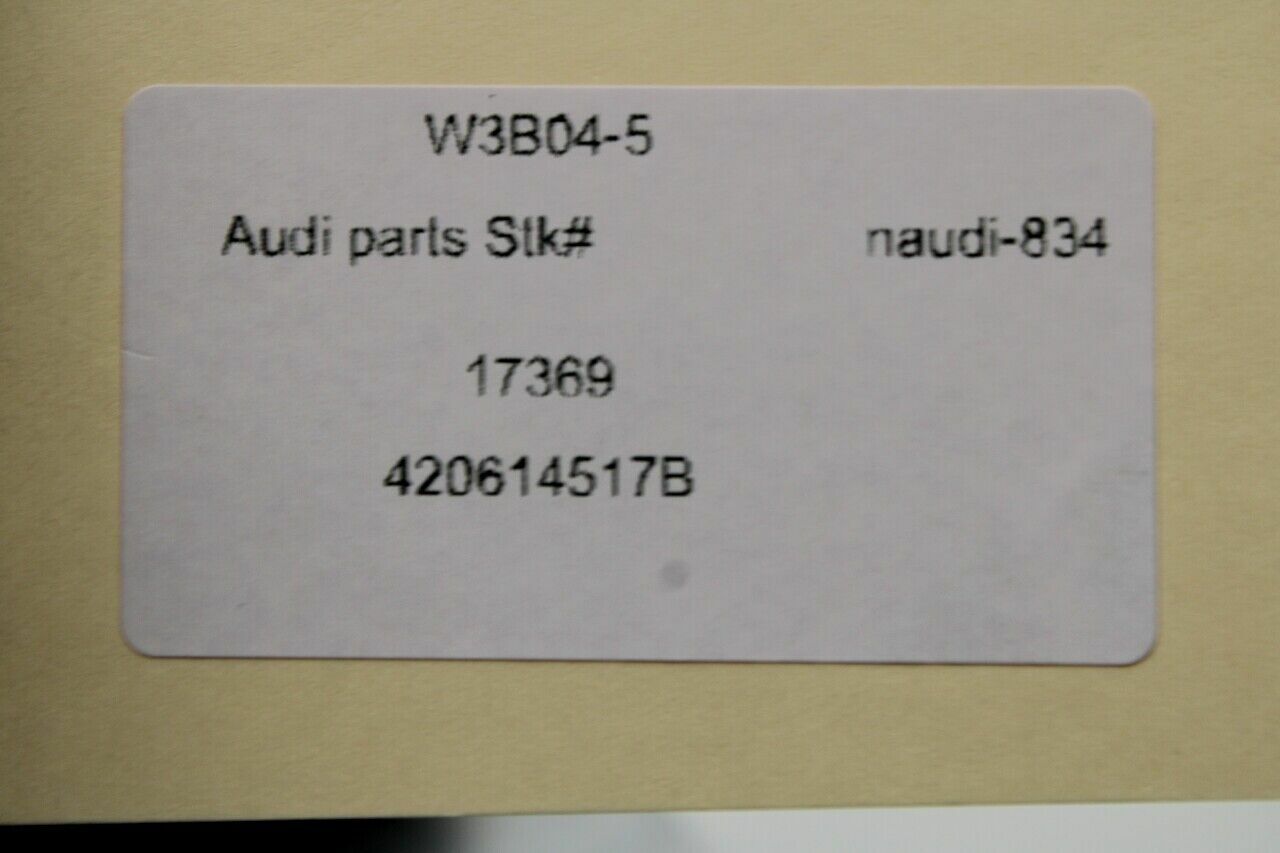 W3B04-5
Audi parts Stk# naudi-834
17369
420614517B